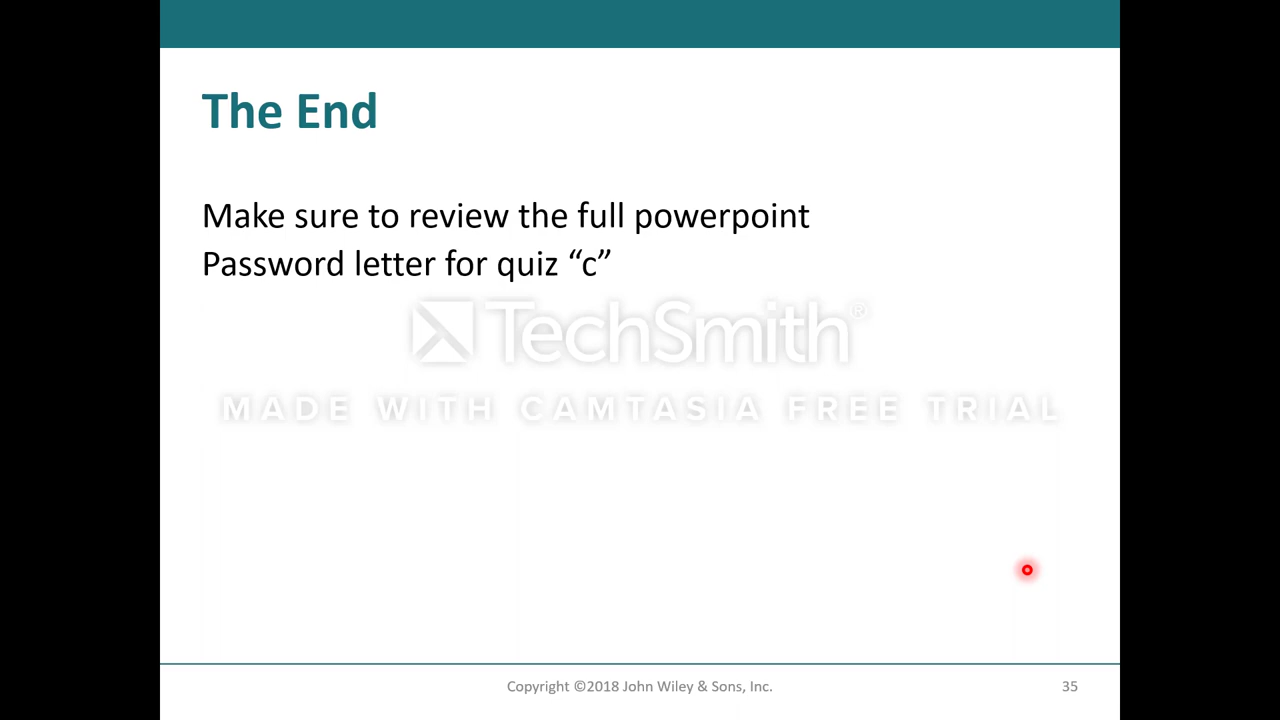 The End
Make sure to review the full powerpoint
Password letter for quiz “c”
TechSmith®
MADE WITH CAMTASIA FREE TRIAL
Copyright ©2018 John Wiley & Sons, Inc.
35